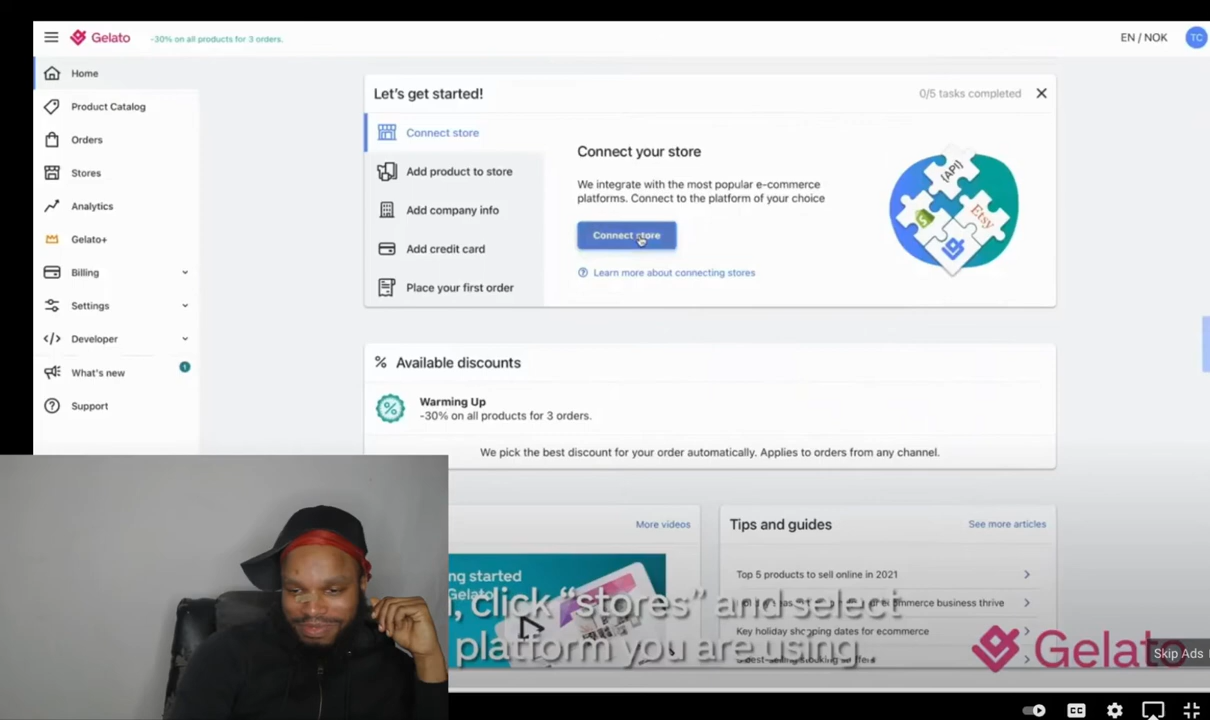 Gelato
-30% on all products for 3 orders.
EN / NOK
TC
Home
Product Catalog
Orders
Stores
Analytics
Gelato+
Billing
Settings
Developer
What's new
1
Support
Let's get started!
0/5 tasks completed
Connect store
Add product to store
Add company info
Add credit card
Place your first order
Connect your store
We integrate with the most popular e-commerce
platforms. Connect to the platform of your choice
Connect store
Learn more about connecting stores
(API)
Etsy
% Available discounts
Warming Up
-30% on all products for 3 orders.
We pick the best discount for your order automatically. Applies to orders from any channel.
More videos
Tips and guides
See more articles
Top 5 products to sell online in 2021
commerce business thrive
Key holiday shopping dates for ecommerce
started
, click "stores" and select
platform you are using
Gelato
Skip Ads
CC